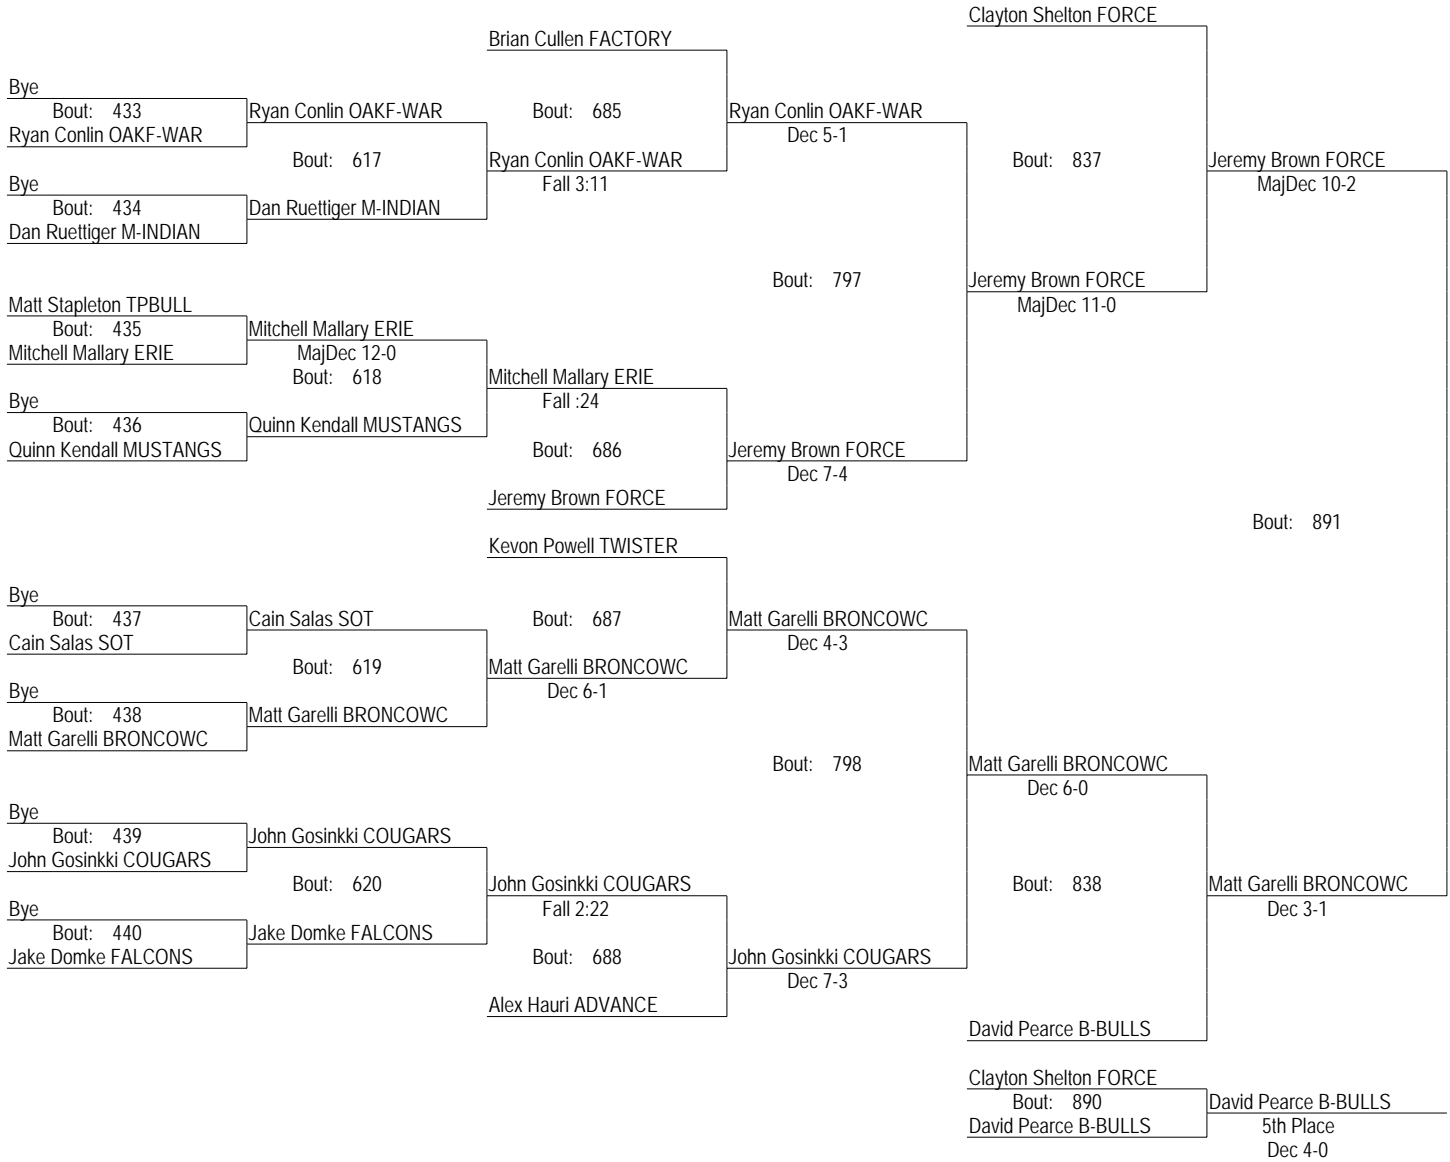 Clayton Shelton FORCE
Brian Cullen FACTORY
Bye
Bout: 433
Ryan Conlin OAKF-WAR
Ryan Conlin OAKF-WAR
Bout: 685
Ryan Conlin OAKF-WAR
Dec 5-1
Bout: 617
Ryan Conlin OAKF-WAR
Fall 3:11
Bout: 837
Jeremy Brown FORCE
MajDec 10-2
Bye
Bout: 434
Dan Ruettiger M-INDIAN
Dan Ruettiger M-INDIAN
Bout: 797
Jeremy Brown FORCE
MajDec 11-0
Matt Stapleton TPBULL
Bout: 435
Mitchell Mallary ERIE
Mitchell Mallary ERIE
MajDec 12-0
Bout: 618
Mitchell Mallary ERIE
Fall :24
Bye
Bout: 436
Quinn Kendall MUSTANGS
Quinn Kendall MUSTANGS
Bout: 686
Jeremy Brown FORCE
Dec 7-4
Jeremy Brown FORCE
Bout: 891
Kevon Powell TWISTER
Bye
Bout: 437
Cain Salas SOT
Cain Salas SOT
Bout: 687
Matt Garelli BRONCOWC
Dec 4-3
Bout: 619
Matt Garelli BRONCOWC
Dec 6-1
Bye
Bout: 438
Matt Garelli BRONCOWC
Matt Garelli BRONCOWC
Bout: 798
Matt Garelli BRONCOWC
Dec 6-0
Bye
Bout: 439
John Gosinkki COUGARS
John Gosinkki COUGARS
Bout: 620
John Gosinkki COUGARS
Fall 2:22
Bout: 838
Matt Garelli BRONCOWC
Dec 3-1
Bye
Bout: 440
Jake Domke FALCONS
Jake Domke FALCONS
Bout: 688
John Gosinkki COUGARS
Dec 7-3
Alex Hauri ADVANCE
David Pearce B-BULLS
Clayton Shelton FORCE
Bout: 890
David Pearce B-BULLS
David Pearce B-BULLS
5th Place
Dec 4-0